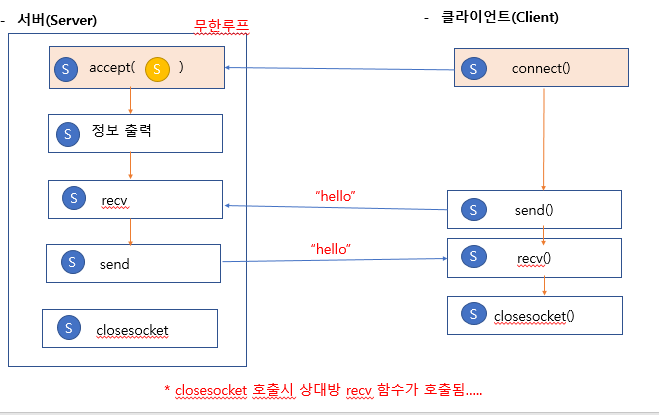 - 서버(Server)
- 클라이언트(Client)
무한루프
S accept( S )
S connect()
S 정보 출력
S recv
"hello"
S send()
S send
"hello"
S recv()
S closesocket
S closesocket()
* closesocket 호출시 상대방 recv 함수가 호출됨.....